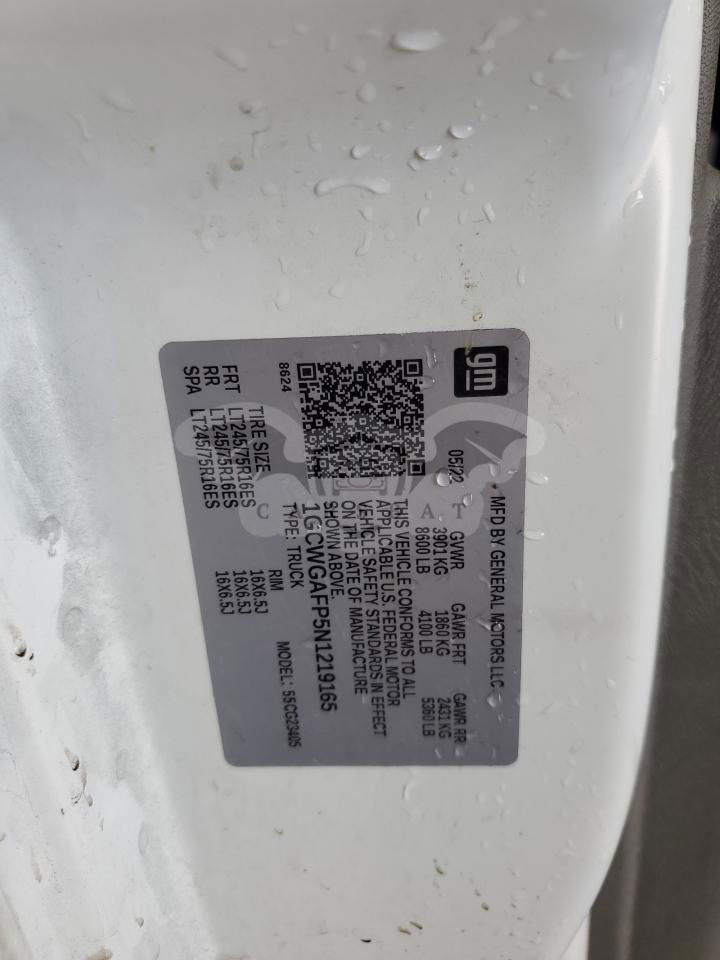 gm
MFD BY GENERAL MOTORS LLC
05/22 GVWR GAWR FRT GAWR RR
3901 KG 1860 KG 2431 KG
8600 LB 4100 LB 5360 LB
THIS VEHICLE CONFORMS TO ALL
APPLICABLE U.S. FEDERAL MOTOR
VEHICLE SAFETY STANDARDS IN EFFECT
ON THE DATE OF MANUFACTURE
SHOWN ABOVE.
1GCWGAFP5N1219165
8624 TYPE: TRUCK MODEL: 55CG23405
TIRE SIZE RIM
FRT LT245/75R16ES 16X6.5J
RR LT245/75R16ES 16X6.5J
SPA LT245/75R16ES 16X6.5J